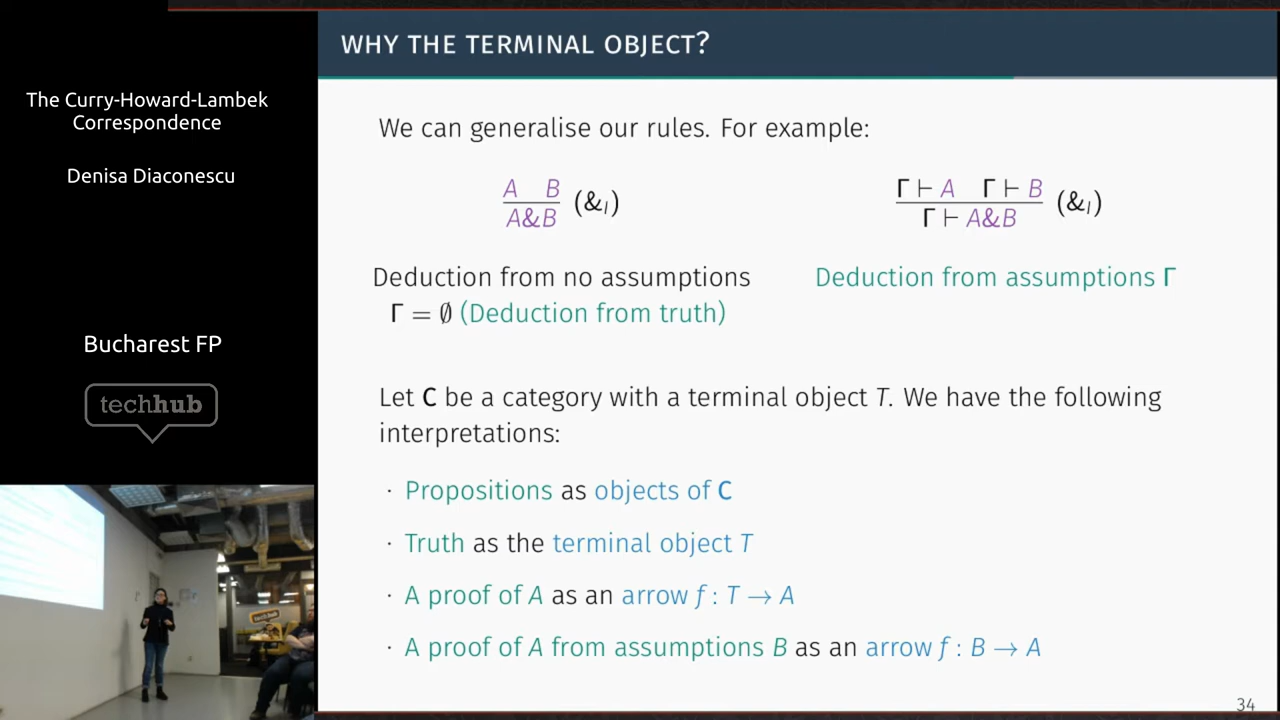 The Curry-Howard-Lambek
Correspondence
Denisa Diaconescu
Bucharest FP
techhub
WHY THE TERMINAL OBJECT?
We can generalise our rules. For example:
A B
A&B
(&I)
Γ ⊢ A Γ ⊢ B
Γ ⊢ A&B
(&I)
Deduction from no assumptions
Γ = ∅ (Deduction from truth)
Deduction from assumptions Γ
Let C be a category with a terminal object T. We have the following
interpretations:
· Propositions as objects of C
· Truth as the terminal object T
· A proof of A as an arrow f : T → A
· A proof of A from assumptions B as an arrow f : B → A
34
techhub